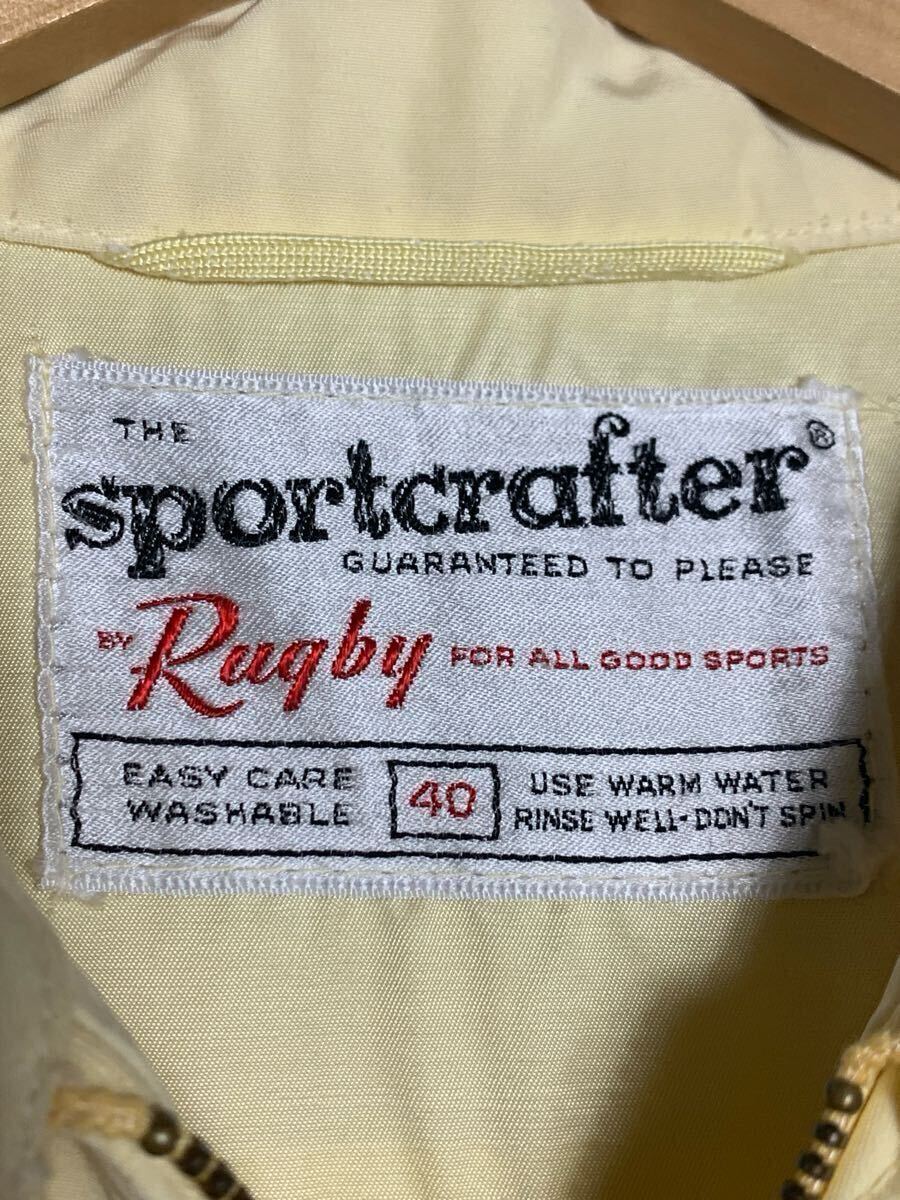 THE
sportcrafter®
GUARANTEED TO PLEASE
BY Rugby FOR ALL GOOD SPORTS
EASY CARE
WASHABLE
40
USE WARM WATER
RINSE WELL-DON'T SPIN